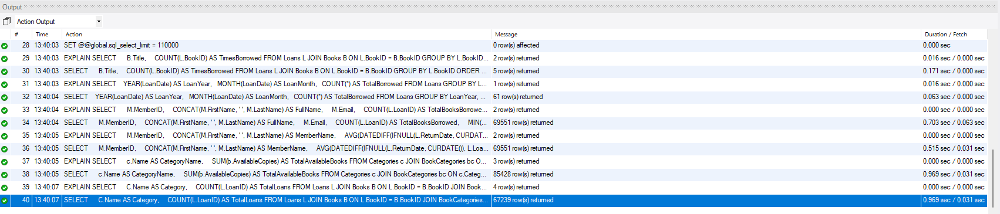 Output
Action Output
# Time Action Message Duration / Fetch
28 13:40:03 SET @@global.sql_select_limit = 110000 0 row(s) affected 0.000 sec
29 13:40:03 EXPLAIN SELECT B.Title, COUNT(L.BookID) AS TimesBorrowed FROM Loans L JOIN Books B ON L.BookID = B.BookID GROUP BY L.BookID... 2 row(s) returned 0.016 sec / 0.000 sec
30 13:40:03 SELECT B.Title, COUNT(L.BookID) AS TimesBorrowed FROM Loans L JOIN Books B ON L.BookID = B.BookID GROUP BY L.BookID ORDER ... 5 row(s) returned 0.171 sec / 0.000 sec
31 13:40:03 EXPLAIN SELECT YEAR(LoanDate) AS LoanYear, MONTH(LoanDate) AS LoanMonth, COUNT(*) AS TotalBorrowed FROM Loans GROUP BY L... 1 row(s) returned 0.016 sec / 0.000 sec
32 13:40:04 SELECT YEAR(LoanDate) AS LoanYear, MONTH(LoanDate) AS LoanMonth, COUNT(*) AS TotalBorrowed FROM Loans GROUP BY LoanYear, ... 61 row(s) returned 0.063 sec / 0.000 sec
33 13:40:04 EXPLAIN SELECT M.MemberID, CONCAT(M.FirstName, ' ', M.LastName) AS FullName, M.Email, COUNT(L.LoanID) AS TotalBooksBorrowe... 2 row(s) returned 0.000 sec / 0.000 sec
34 13:40:04 SELECT M.MemberID, CONCAT(M.FirstName, ' ', M.LastName) AS FullName, M.Email, COUNT(L.LoanID) AS TotalBooksBorrowed, MIN(... 69551 row(s) returned 0.703 sec / 0.063 sec
35 13:40:05 EXPLAIN SELECT M.MemberID, CONCAT(M.FirstName, ' ', M.LastName) AS MemberName, AVG(DATEDIFF(IFNULL(L.ReturnDate, CURDAT... 2 row(s) returned 0.000 sec / 0.000 sec
36 13:40:05 SELECT M.MemberID, CONCAT(M.FirstName, ' ', M.LastName) AS MemberName, AVG(DATEDIFF(IFNULL(L.ReturnDate, CURDATE()), L.Loa... 69551 row(s) returned 0.515 sec / 0.031 sec
37 13:40:05 EXPLAIN SELECT c.Name AS CategoryName, SUM(b.AvailableCopies) AS TotalAvailableBooks FROM Categories c JOIN BookCategories bc O... 3 row(s) returned 0.000 sec / 0.000 sec
38 13:40:05 SELECT c.Name AS CategoryName, SUM(b.AvailableCopies) AS TotalAvailableBooks FROM Categories c JOIN BookCategories bc ON c.Categ... 85428 row(s) returned 0.969 sec / 0.031 sec
39 13:40:07 EXPLAIN SELECT C.Name AS Category, COUNT(L.LoanID) AS TotalLoans FROM Loans L JOIN Books B ON L.BookID = B.BookID JOIN Book... 4 row(s) returned 0.000 sec / 0.000 sec
40 13:40:07 SELECT C.Name AS Category, COUNT(L.LoanID) AS TotalLoans FROM Loans L JOIN Books B ON L.BookID = B.BookID JOIN BookCategories... 67239 row(s) returned 0.969 sec / 0.031 sec